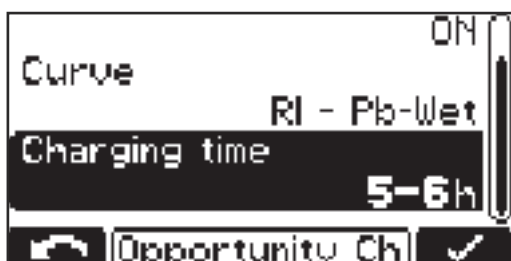 ON
Curve
RI - Pb-Wet
Charging time
5-6h
Opportunity Ch